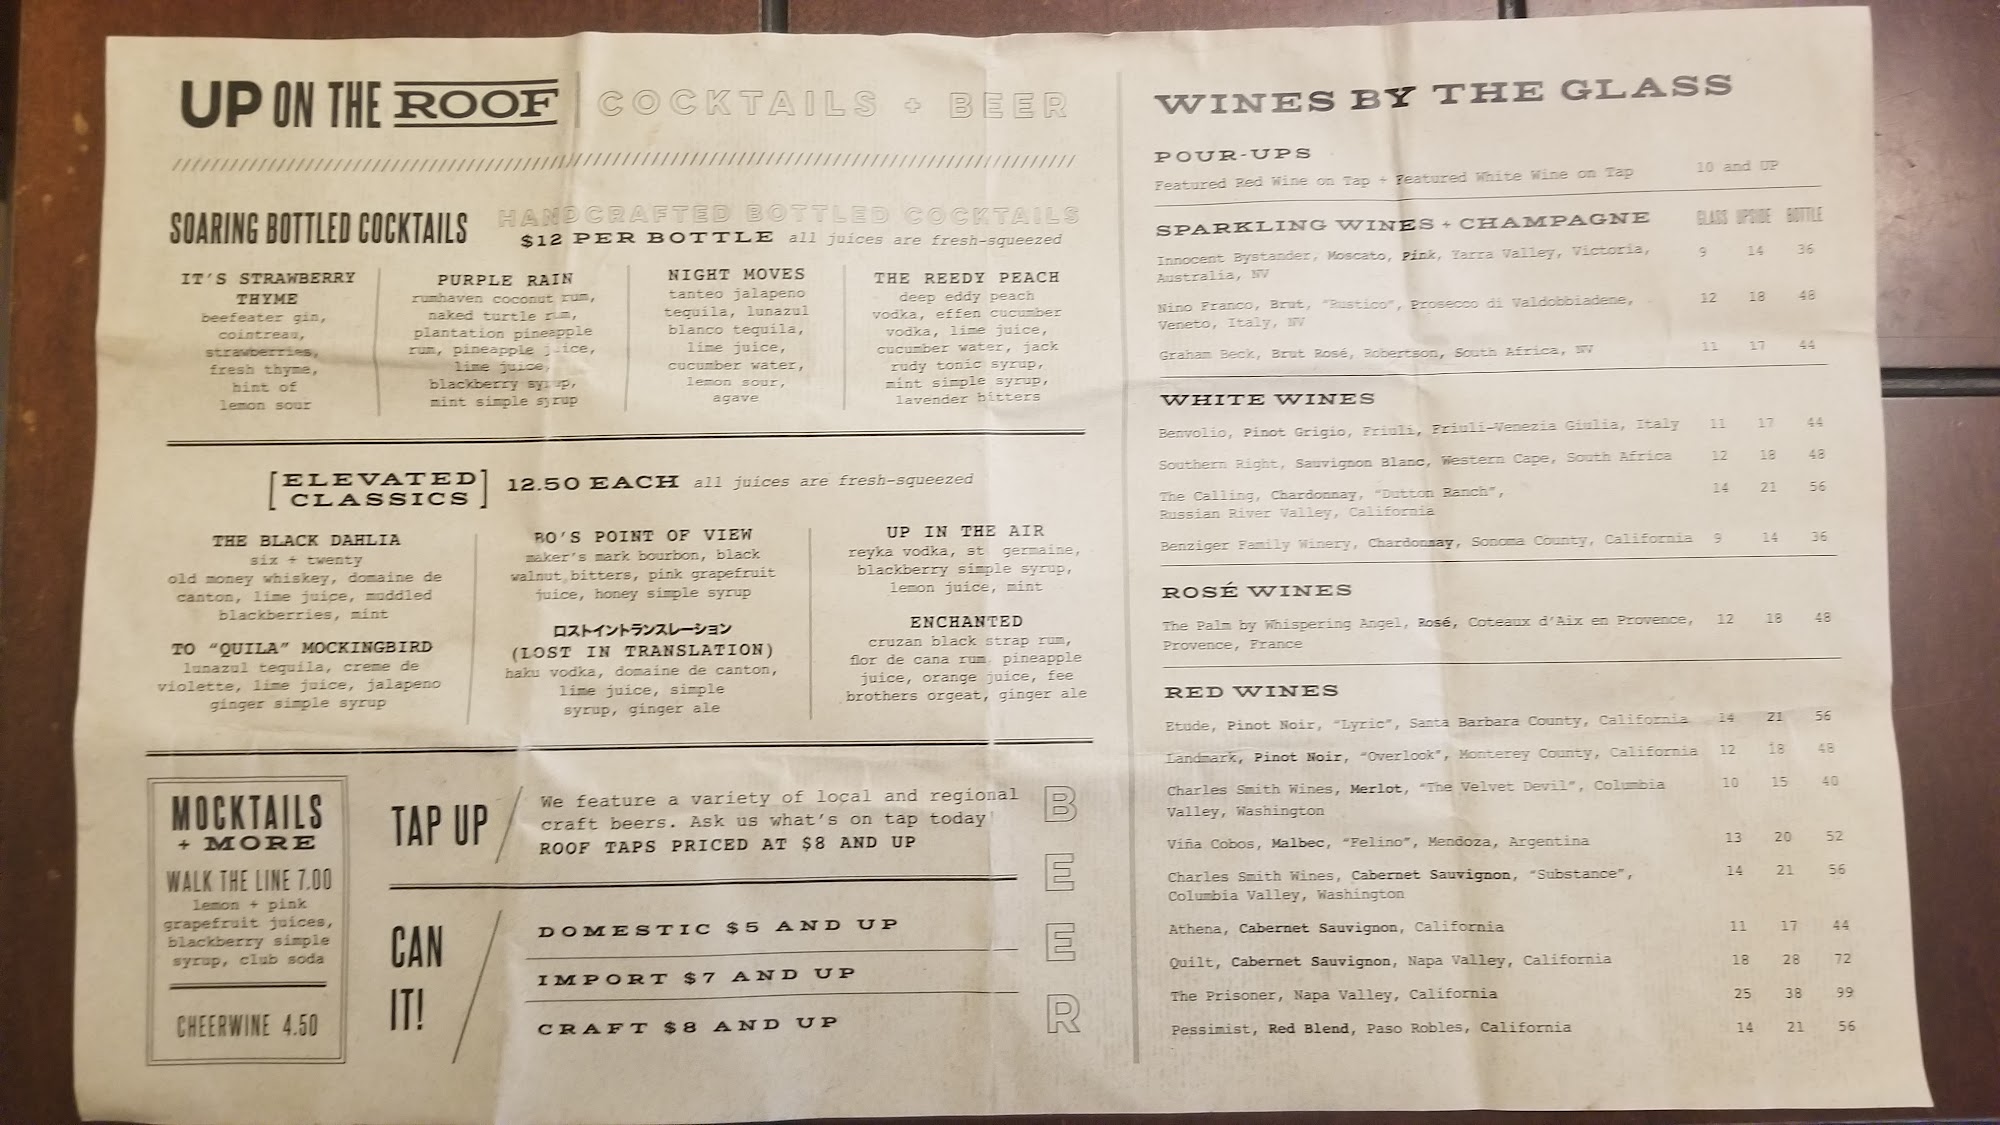 UP ON THE ROOF | COCKTAILS + BEER
SOARING BOTTLED COCKTAILS
HANDCRAFTED BOTTLED COCKTAILS
$12 PER BOTTLE all juices are fresh-squeezed
IT'S STRAWBERRY
THYME
beefeater gin,
cointreau,
strawberries,
fresh thyme,
hint of
lemon sour
PURPLE RAIN
rumhaven coconut rum,
naked turtle rum,
plantation pineapple
rum, pineapple juice,
lime juice,
blackberry syrup,
mint simple syrup
NIGHT MOVES
tanteo jalapeno
tequila, lunazul
blanco tequila,
lime juice,
cucumber water,
lemon sour,
agave
THE REEDY PEACH
deep eddy peach
vodka, effen cucumber
vodka, lime juice,
cucumber water, jack
rudy tonic syrup,
mint simple syrup,
lavender bitters
[ELEVATED
CLASSICS]
12.50 EACH all juices are fresh-squeezed
THE BLACK DAHLIA
six + twenty
old money whiskey, domaine de
canton, lime juice, muddled
blackberries, mint
TO "QUILA" MOCKINGBIRD
lunazul tequila, creme de
violette, lime juice, jalapeno
ginger simple syrup
BO'S POINT OF VIEW
maker's mark bourbon, black
walnut bitters, pink grapefruit
juice, honey simple syrup
ロストイントランスレーション
(LOST IN TRANSLATION)
haku vodka, domaine de canton,
lime juice, simple
syrup, ginger ale
UP IN THE AIR
reyka vodka, st germaine,
blackberry simple syrup,
lemon juice, mint
ENCHANTED
cruzan black strap rum,
flor de cana rum, pineapple
juice, orange juice, fee
brothers orgeat, ginger ale
MOCKTAILS
+ MORE
WALK THE LINE 7.00
lemon + pink
grapefruit juices,
blackberry simple
syrup, club soda
CHEERWINE 4.50
TAP UP
We feature a variety of local and regional
craft beers. Ask us what's on tap today!
ROOF TAPS PRICED AT $8 AND UP
CAN
IT!
DOMESTIC $5 AND UP
IMPORT $7 AND UP
CRAFT $8 AND UP
BEER
WINES BY THE GLASS
POUR-UPS
Featured Red Wine on Tap + Featured White Wine on Tap 10 and UP
SPARKLING WINES + CHAMPAGNE GLASS UPSIDE BOTTLE
Innocent Bystander, Moscato, Pink, Yarra Valley, Victoria, 9 14 36
Australia, NV
Nino Franco, Brut, "Rustico", Prosecco di Valdobbiadene, 12 18 48
Veneto, Italy, NV
Graham Beck, Brut Rosé, Robertson, South Africa, NV 11 17 44
WHITE WINES
Benvolio, Pinot Grigio, Friuli, Friuli-Venezia Giulia, Italy 11 17 44
Southern Right, Sauvignon Blanc, Western Cape, South Africa 12 18 48
The Calling, Chardonnay, "Dutton Ranch", 14 21 56
Russian River Valley, California
Benziger Family Winery, Chardonnay, Sonoma County, California 9 14 36
ROSÉ WINES
The Palm by Whispering Angel, Rosé, Coteaux d'Aix en Provence, 12 18 48
Provence, France
RED WINES
Etude, Pinot Noir, "Lyric", Santa Barbara County, California 14 21 56
Landmark, Pinot Noir, "Overlook", Monterey County, California 12 18 48
Charles Smith Wines, Merlot, "The Velvet Devil", Columbia 10 15 40
Valley, Washington
Viña Cobos, Malbec, "Felino", Mendoza, Argentina 13 20 52
Charles Smith Wines, Cabernet Sauvignon, "Substance", 14 21 56
Columbia Valley, Washington
Athena, Cabernet Sauvignon, California 11 17 44
Quilt, Cabernet Sauvignon, Napa Valley, California 18 28 72
The Prisoner, Napa Valley, California 25 38 99
Pessimist, Red Blend, Paso Robles, California 14 21 56